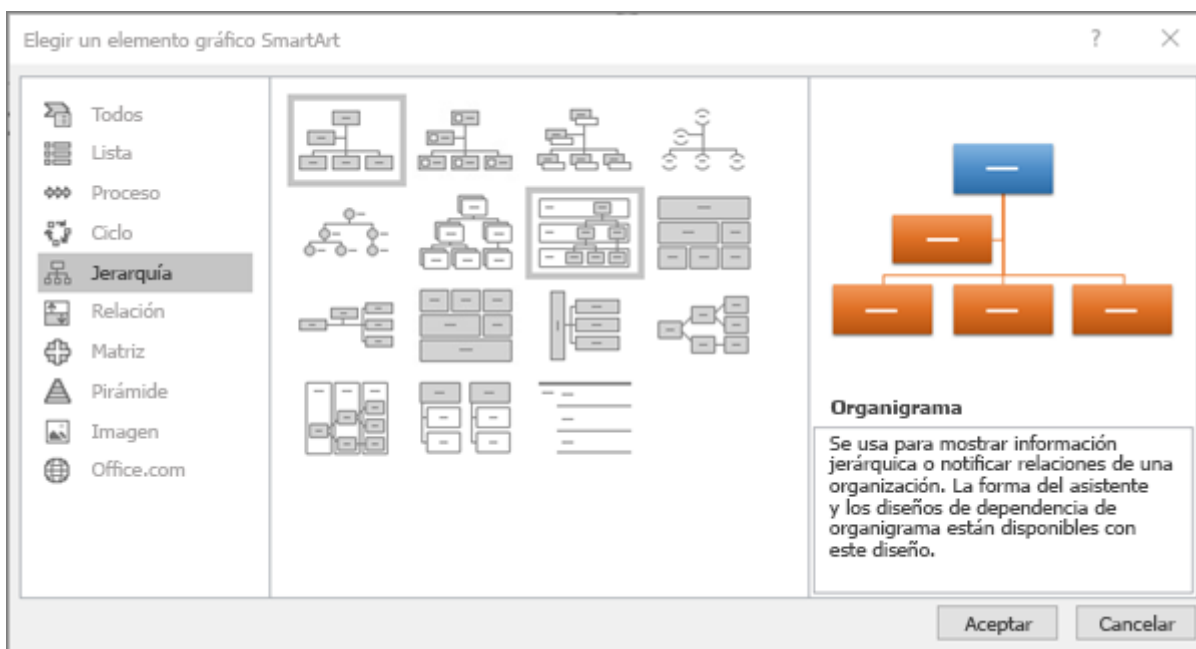 Elegir un elemento gráfico SmartArt
Todos
Lista
Proceso
Ciclo
Jerarquía
Relación
Matriz
Pirámide
Imagen
Office.com
Organigrama
Se usa para mostrar información
jerárquica o notificar relaciones de una
organización. La forma del asistente
y los diseños de dependencia de
organigrama están disponibles con
este diseño.
Aceptar
Cancelar